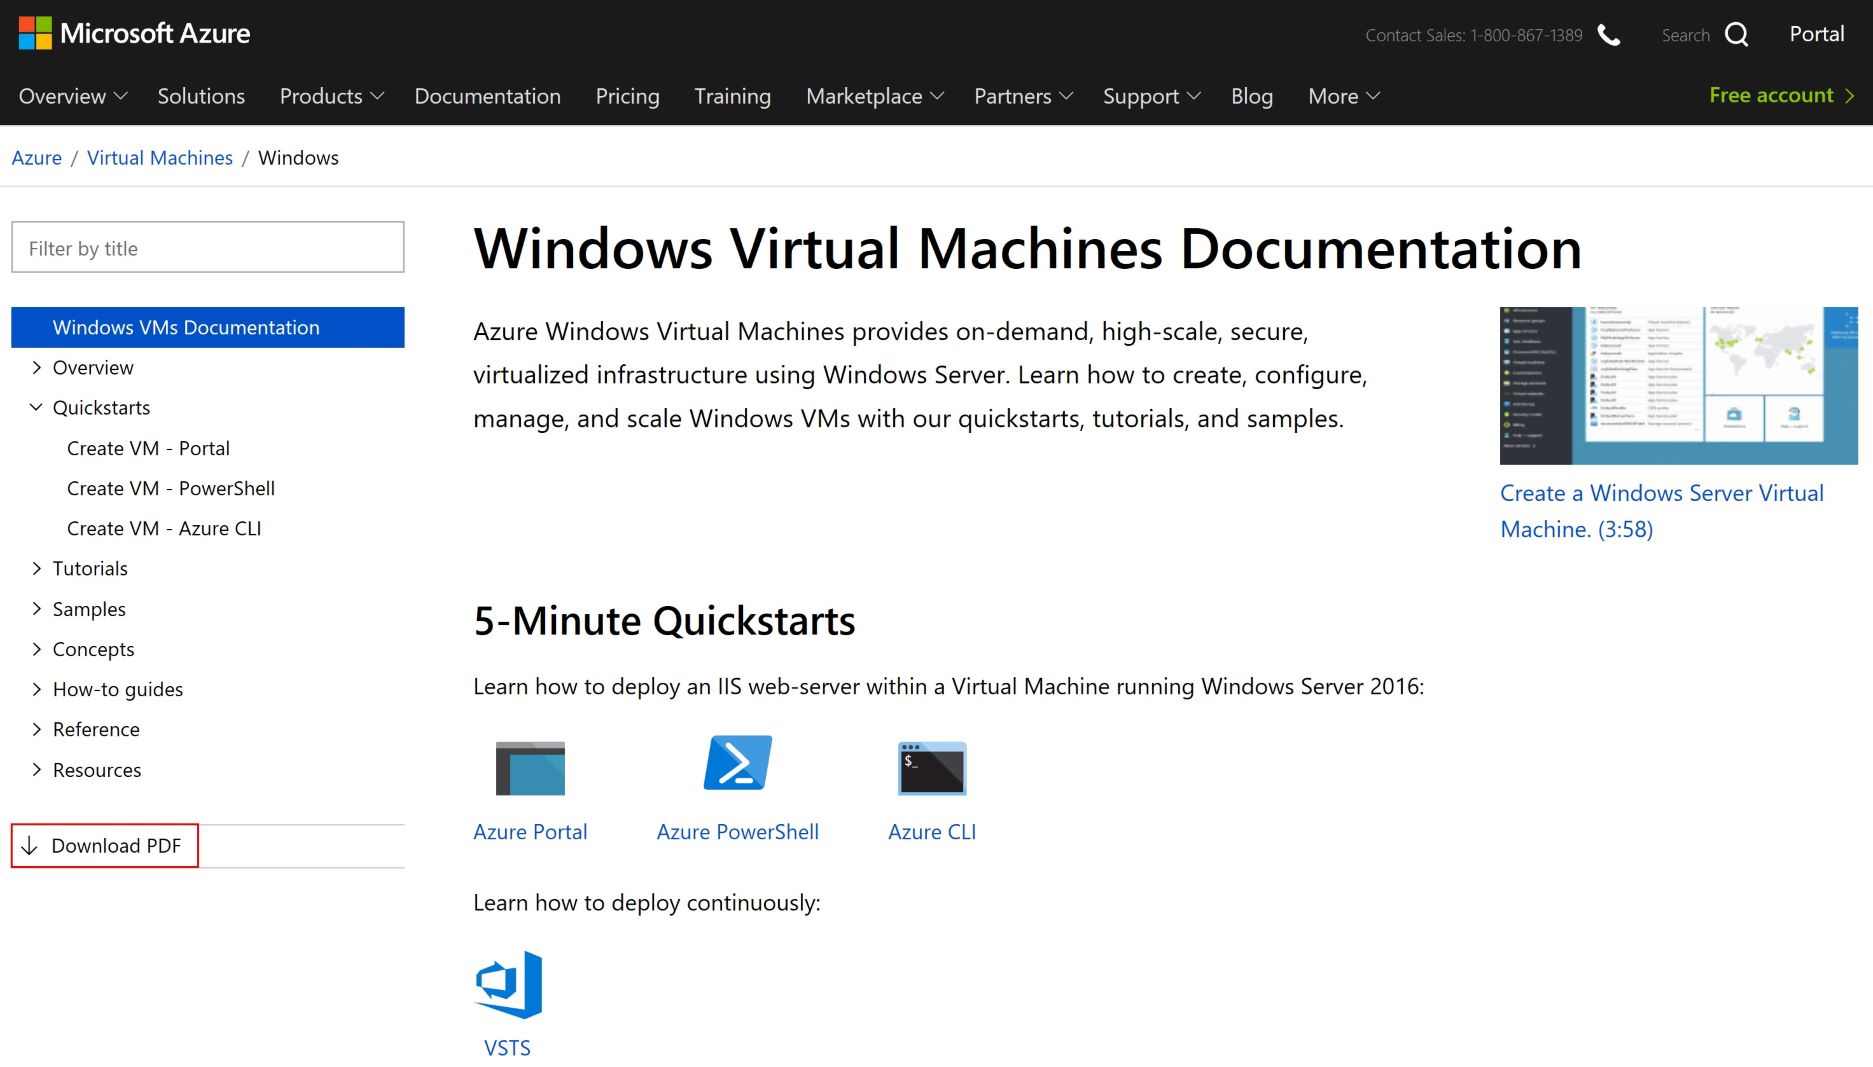 Microsoft Azure
Contact Sales: 1-800-867-1389
Search
Portal
Overview
Solutions
Products
Documentation
Pricing
Training
Marketplace
Partners
Support
Blog
More
Free account
Azure / Virtual Machines / Windows
Filter by title
Windows VMs Documentation
Overview
Quickstarts
Create VM - Portal
Create VM - PowerShell
Create VM - Azure CLI
Tutorials
Samples
Concepts
How-to guides
Reference
Resources
Download PDF
Windows Virtual Machines Documentation
Azure Windows Virtual Machines provides on-demand, high-scale, secure,
virtualized infrastructure using Windows Server. Learn how to create, configure,
manage, and scale Windows VMs with our quickstarts, tutorials, and samples.
Create a Windows Server Virtual
Machine. (3:58)
5-Minute Quickstarts
Learn how to deploy an IIS web-server within a Virtual Machine running Windows Server 2016:
$_
Azure Portal
Azure PowerShell
Azure CLI
Learn how to deploy continuously:
VSTS